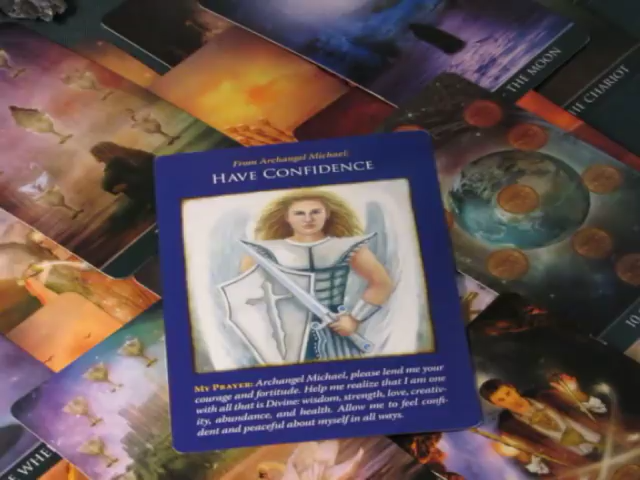 THE MOON
THE CHARIOT
From Archangel Michael:
HAVE CONFIDENCE
MY PRAYER: Archangel Michael, please lend me your
courage and fortitude. Help me realize that I am one
with all that is Divine: wisdom, strength, love, creativ-
ity, abundance, and health. Allow me to feel confi-
dent and peaceful about myself in all ways.
10
E WHE